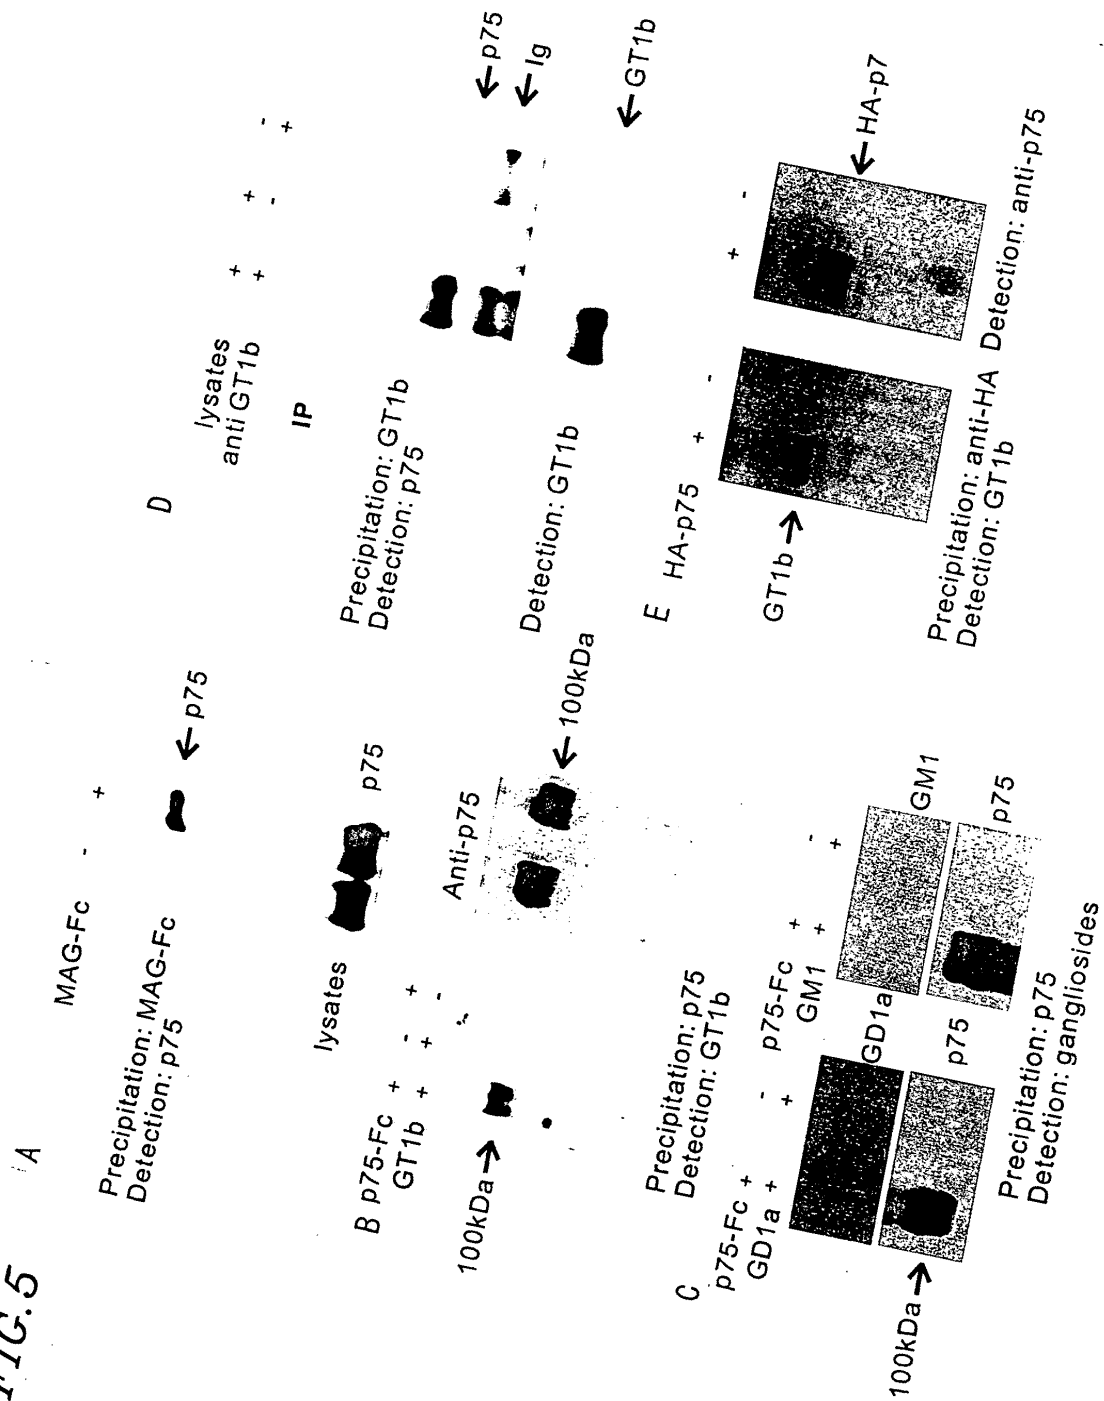 FIG.5
A
MAG-Fc - +
Precipitation: MAG-Fc
Detection: p75
← p75
lysates
p75
B p75-Fc + - +
GT1b + + -
Anti-p75
100kDa →
← 100kDa
Precipitation: p75
Detection: GT1b
C
p75-Fc + -
GD1a + +
p75-Fc + -
GM1 + +
GD1a
GM1
100kDa →
p75
p75
Precipitation: p75
Detection: gangliosides
D
lysates + + -
anti GT1b + - +
IP
Precipitation: GT1b
Detection: p75
← p75
← Ig
Detection: GT1b
← GT1b
E HA-p75 + - + -
GT1b →
← HA-p7
Precipitation: anti-HA
Detection: GT1b
Detection: anti-p75